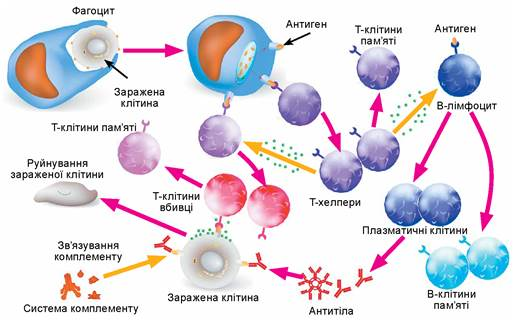 Фагоцит
Заражена
клітина
Антиген
Т-клітини
пам'яті
Антиген
В-лімфоцит
Т-клітини пам'яті
Руйнування
зараженої клітини
Т-клітини
вбивці
Т-хелпери
Плазматичні клітини
Зв'язування
комплементу
Система комплементу
Заражена клітина
Антитіла
В-клітини
пам'яті